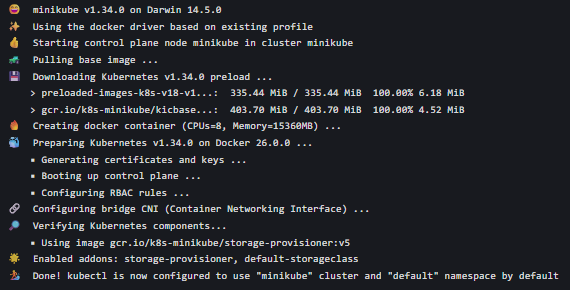 😄 minikube v1.34.0 on Darwin 14.5.0
✨ Using the docker driver based on existing profile
👍 Starting control plane node minikube in cluster minikube
🚜 Pulling base image ...
💾 Downloading Kubernetes v1.34.0 preload ...
> preloaded-images-k8s-v18-v1...: 335.44 MiB / 335.44 MiB 100.00% 6.18 MiB
> gcr.io/k8s-minikube/kicbase...: 403.70 MiB / 403.70 MiB 100.00% 4.52 MiB
🔥 Creating docker container (CPUs=8, Memory=15360MB) ...
🐳 Preparing Kubernetes v1.34.0 on Docker 26.0.0 ...
▪ Generating certificates and keys ...
▪ Booting up control plane ...
▪ Configuring RBAC rules ...
🔗 Configuring bridge CNI (Container Networking Interface) ...
🔎 Verifying Kubernetes components...
▪ Using image gcr.io/k8s-minikube/storage-provisioner:v5
🌟 Enabled addons: storage-provisioner, default-storageclass
🏄 Done! kubectl is now configured to use "minikube" cluster and "default" namespace by default